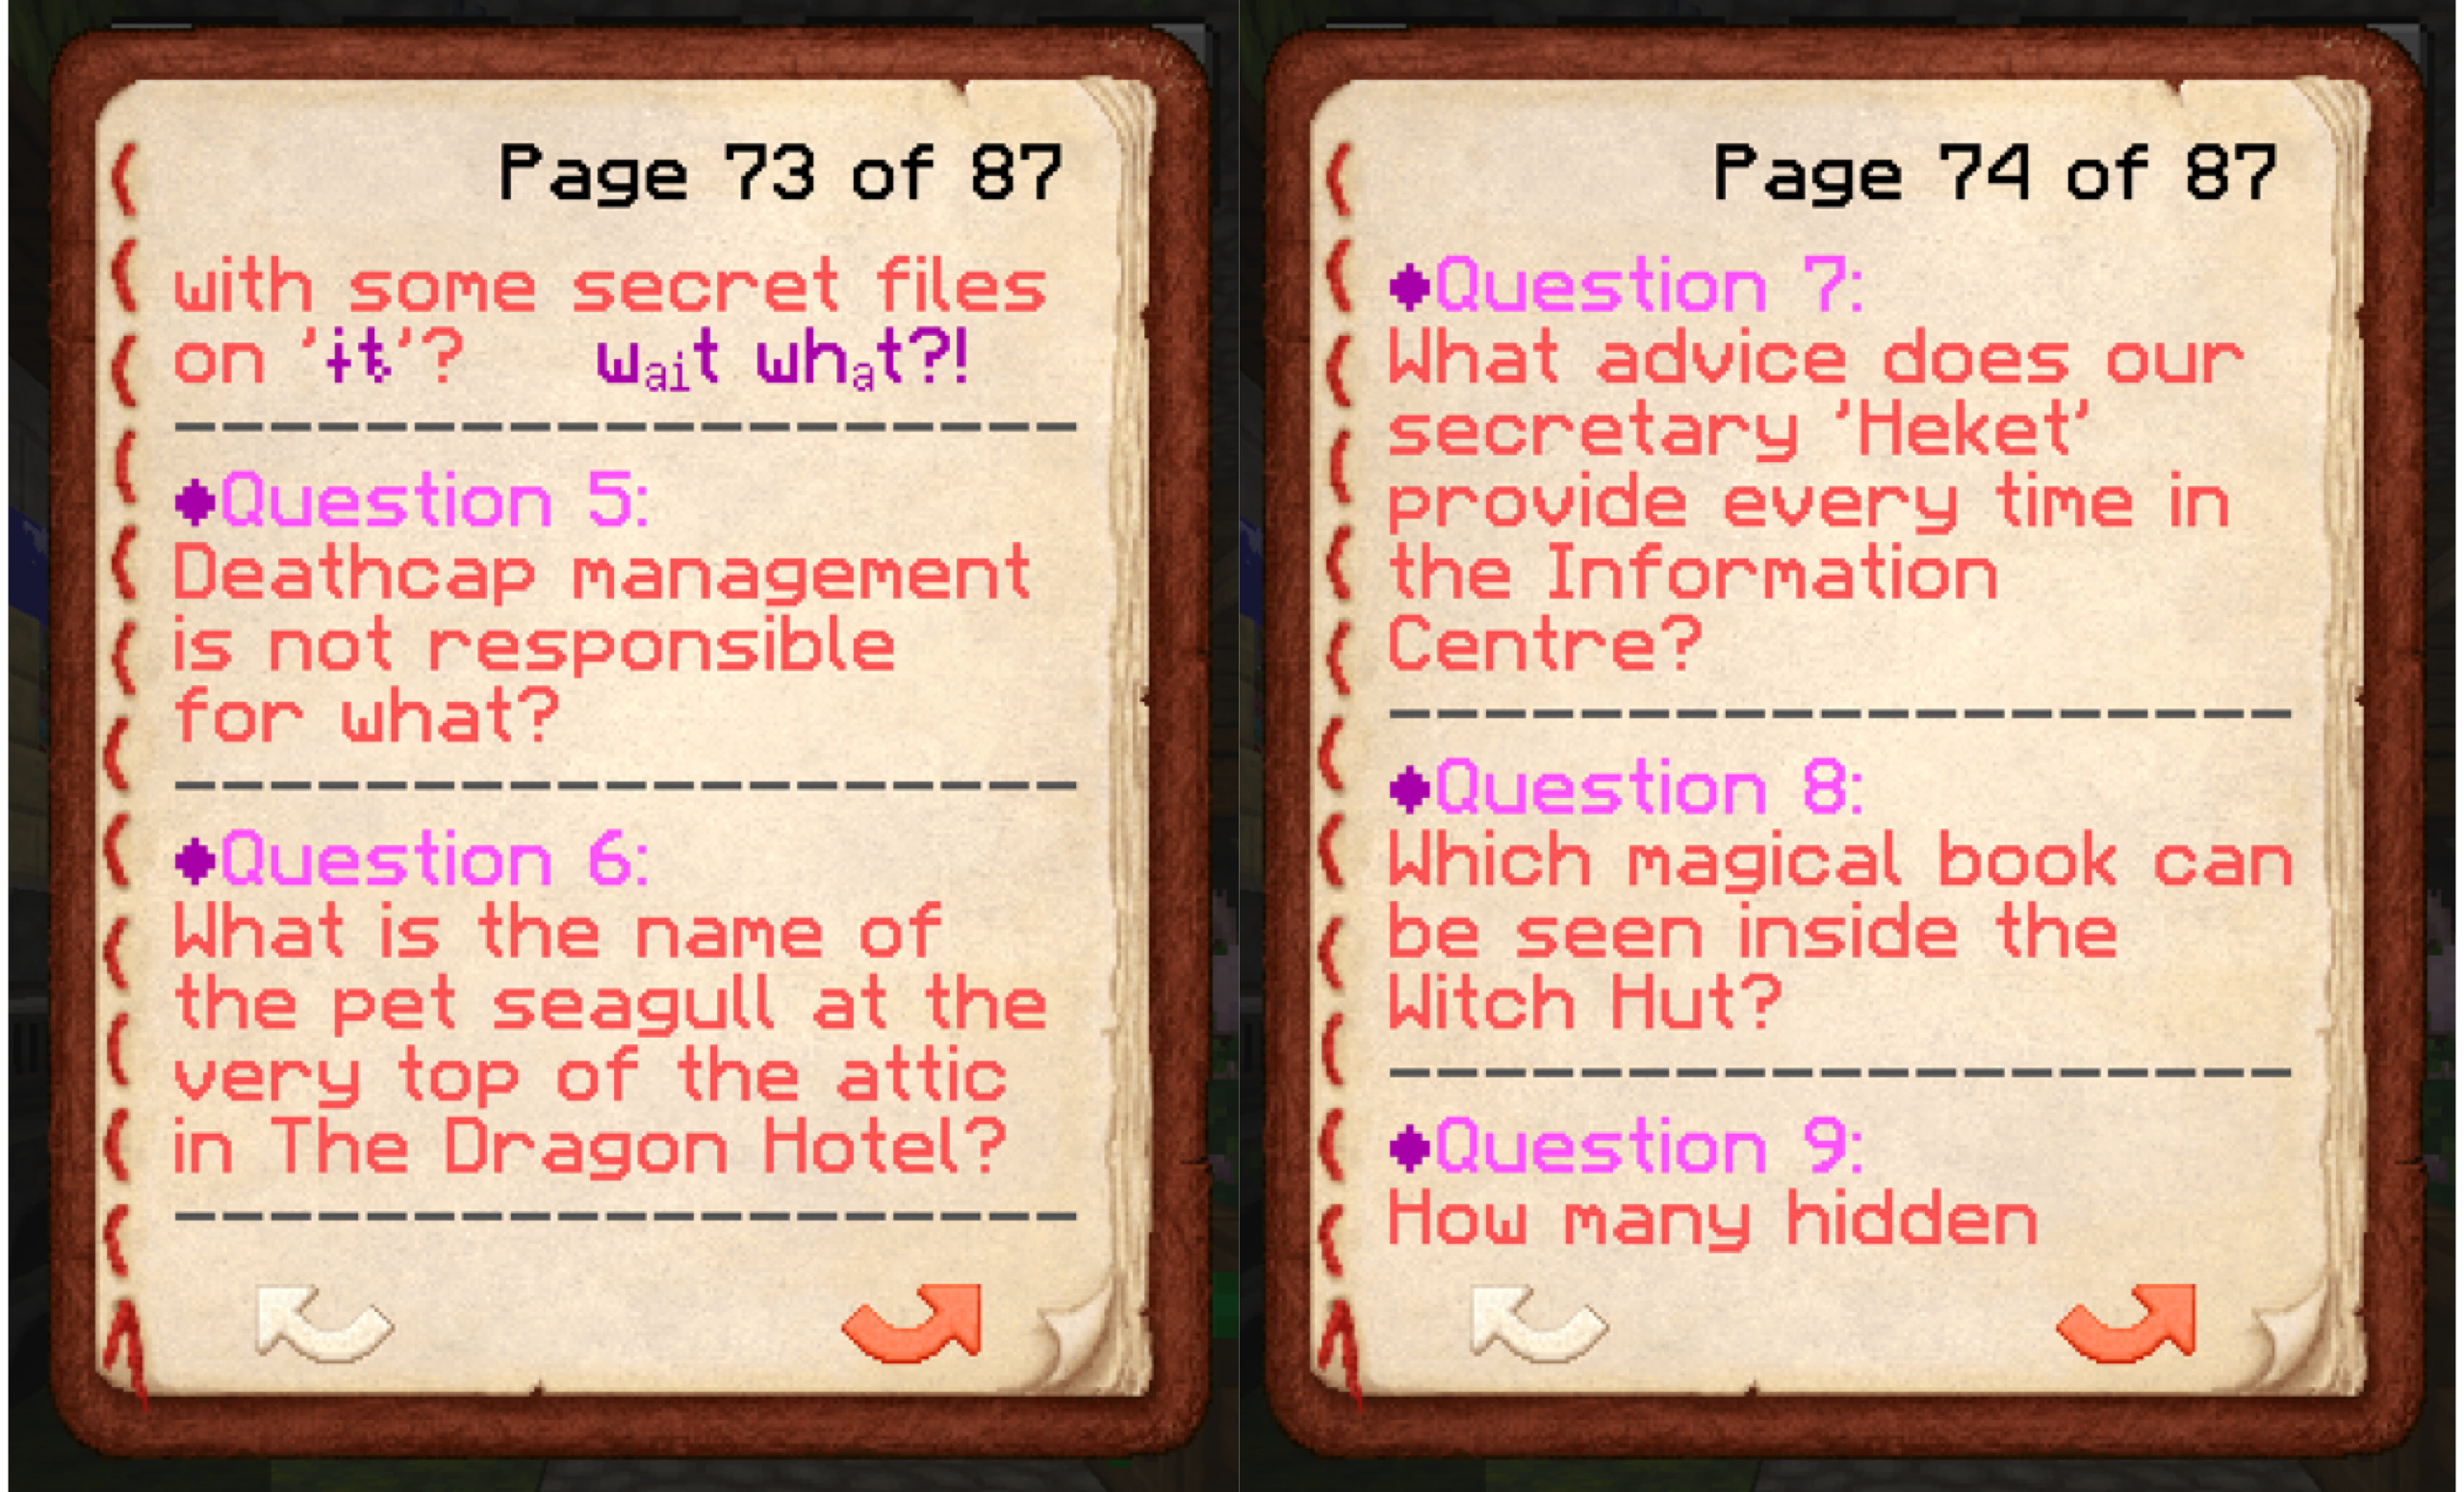 Page 73 of 87
with some secret files
on 'it'? wait what?!
--------------------
◆Question 5:
Deathcap management
is not responsible
for what?
--------------------
◆Question 6:
What is the name of
the pet seagull at the
very top of the attic
in The Dragon Hotel?
--------------------
Page 74 of 87
◆Question 7:
What advice does our
secretary 'Heket'
provide every time in
the Information
Centre?
--------------------
◆Question 8:
Which magical book can
be seen inside the
Witch Hut?
--------------------
◆Question 9:
How many hidden